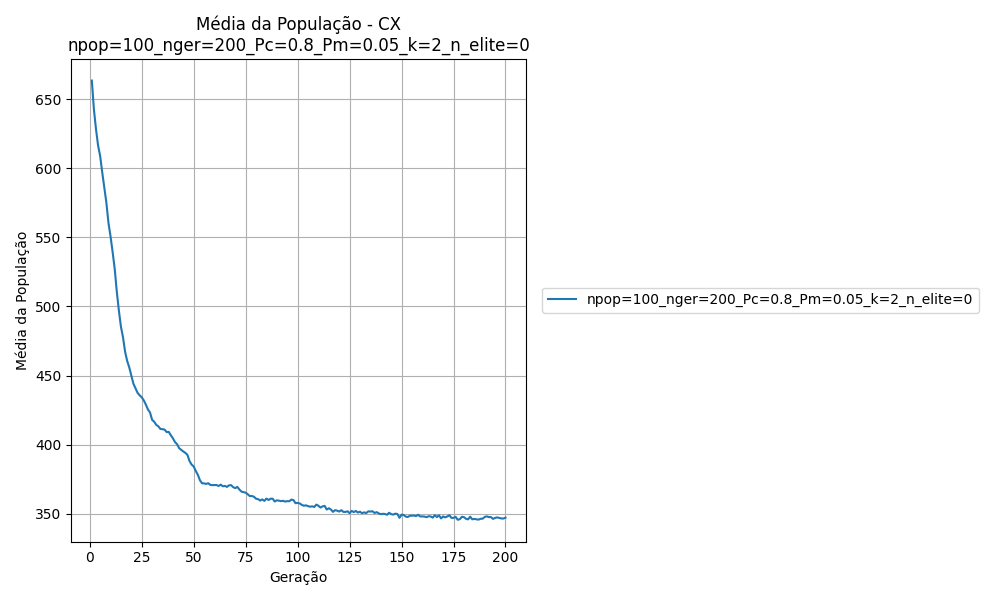 Média da População - CX
npop=100_nger=200_Pc=0.8_Pm=0.05_k=2_n_elite=0
Média da População
650
600
550
500
450
400
350
0 25 50 75 100 125 150 175 200
Geração
npop=100_nger=200_Pc=0.8_Pm=0.05_k=2_n_elite=0